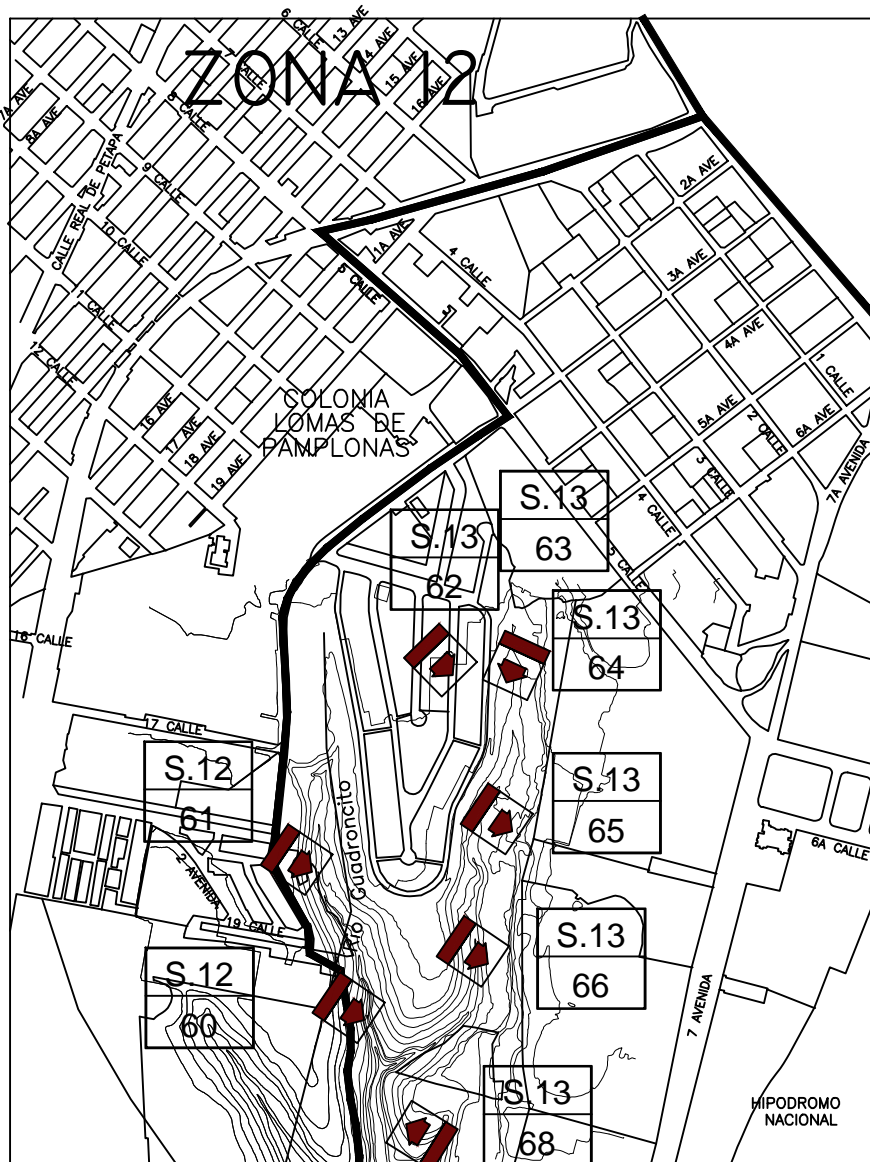 ZONA 12
6 CALLE
13 AVE
14 AVE
15 AVE
16 AVE
7 CALLE
8 CALLE
7A AVE
8A AVE
CALLE REAL DE PETAPA
9 CALLE
10 CALLE
1 CALLE
12 CALLE
1A AVE
5 CALLE
4 CALLE
2A AVE
3A AVE
4A AVE
5A AVE
6A AVE
1 CALLE
2 CALLE
3 CALLE
4 CALLE
7A AVENIDA
COLONIA
LOMAS DE
PAMPLONAS
16 AVE
17 AVE
18 AVE
19 AVE
S.13
63
S.13
62
S.13
64
16 CALLE
17 CALLE
S.12
61
S.13
65
6A CALLE
2 AVENIDA
19 CALLE
Río Guadroncito
S.13
66
S.12
60
7 AVENIDA
S.13
68
HIPODROMO
NACIONAL